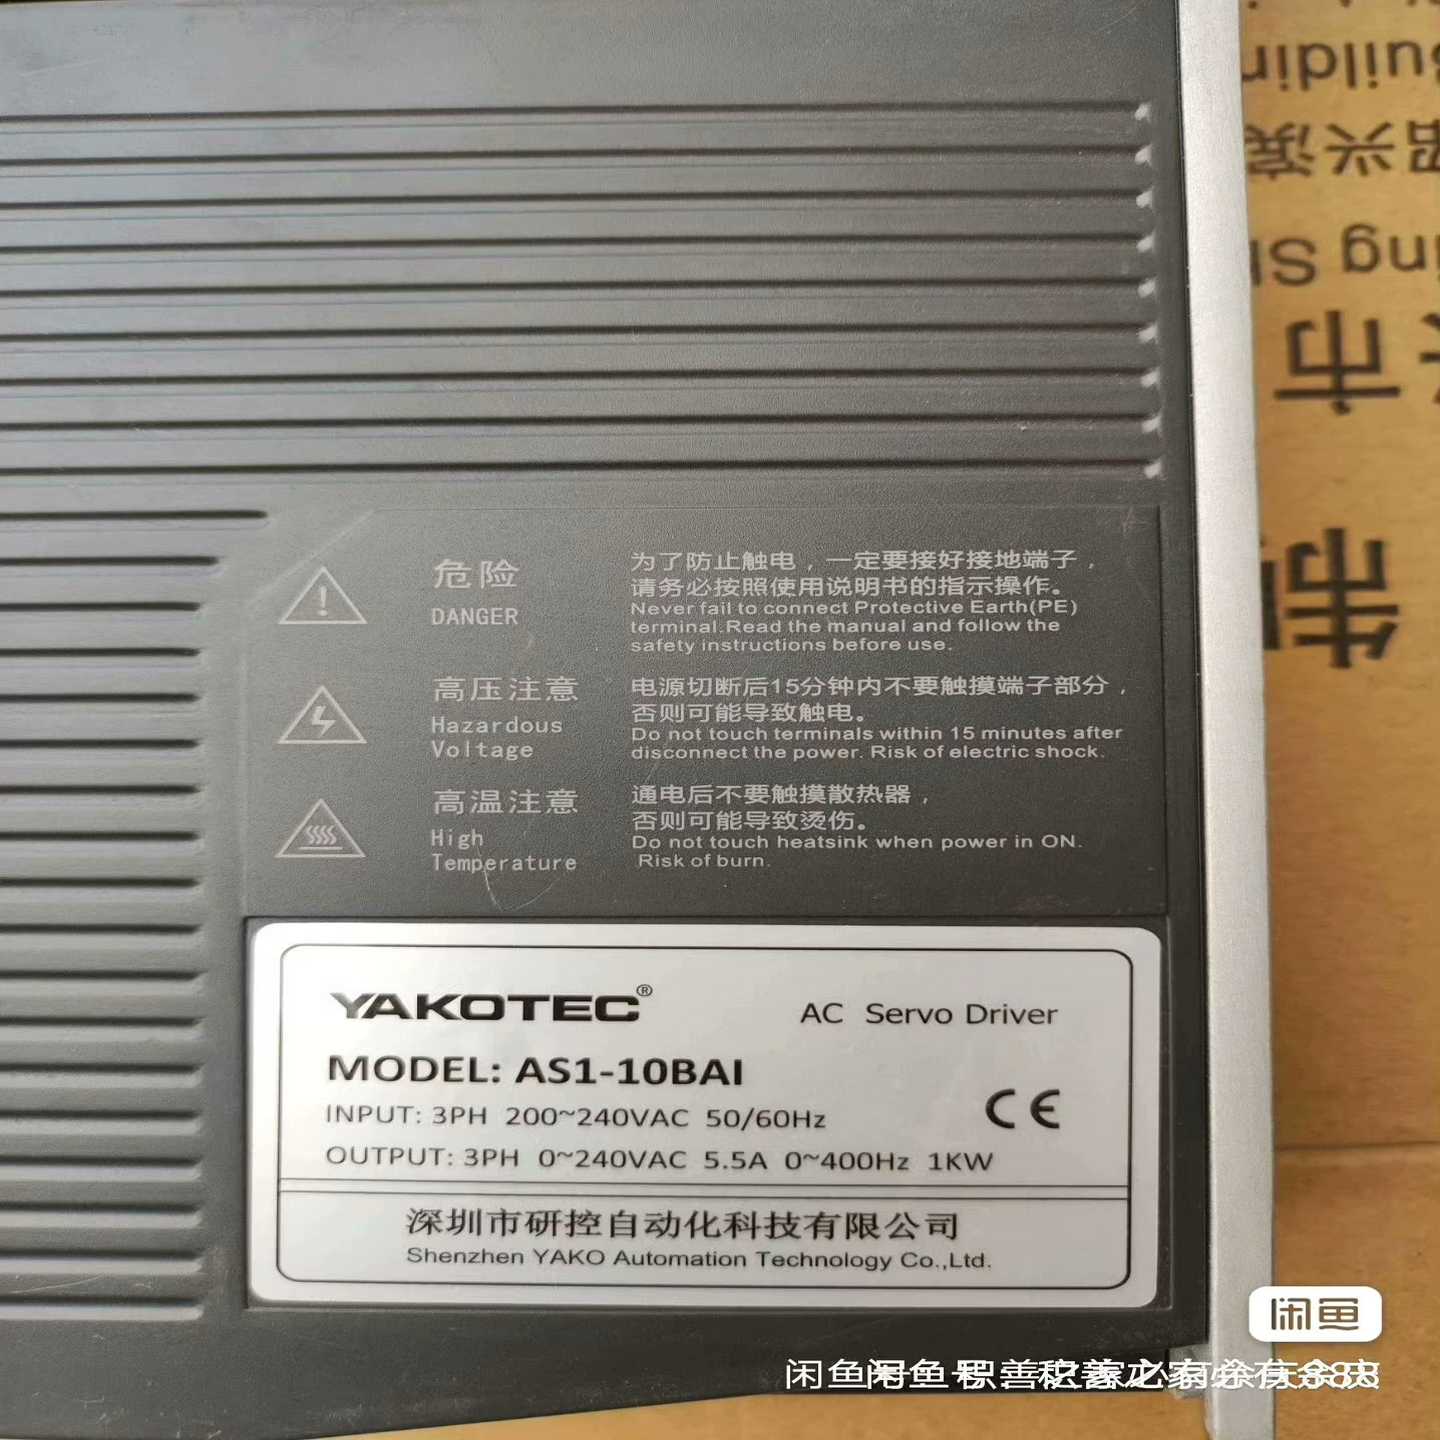 危险
DANGER
为了防止触电，一定要接好接地端子，
请务必按照使用说明书的指示操作。
Never fail to connect Protective Earth(PE)
terminal.Read the manual and follow the
safety instructions before use.
高压注意
Hazardous
Voltage
电源切断后15分钟内不要触摸端子部分，
否则可能导致触电。
Do not touch terminals within 15 minutes after
disconnect the power. Risk of electric shock.
高温注意
High
Temperature
通电后不要触摸散热器，
否则可能导致烫伤。
Do not touch heatsink when power in ON.
Risk of burn.
YAKOTEC®
AC Servo Driver
MODEL: AS1-10BAI
INPUT: 3PH 200~240VAC 50/60Hz
OUTPUT: 3PH 0~240VAC 5.5A 0~400Hz 1KW
CE
深圳市研控自动化科技有限公司
Shenzhen YAKO Automation Technology Co.,Ltd.
闲鱼